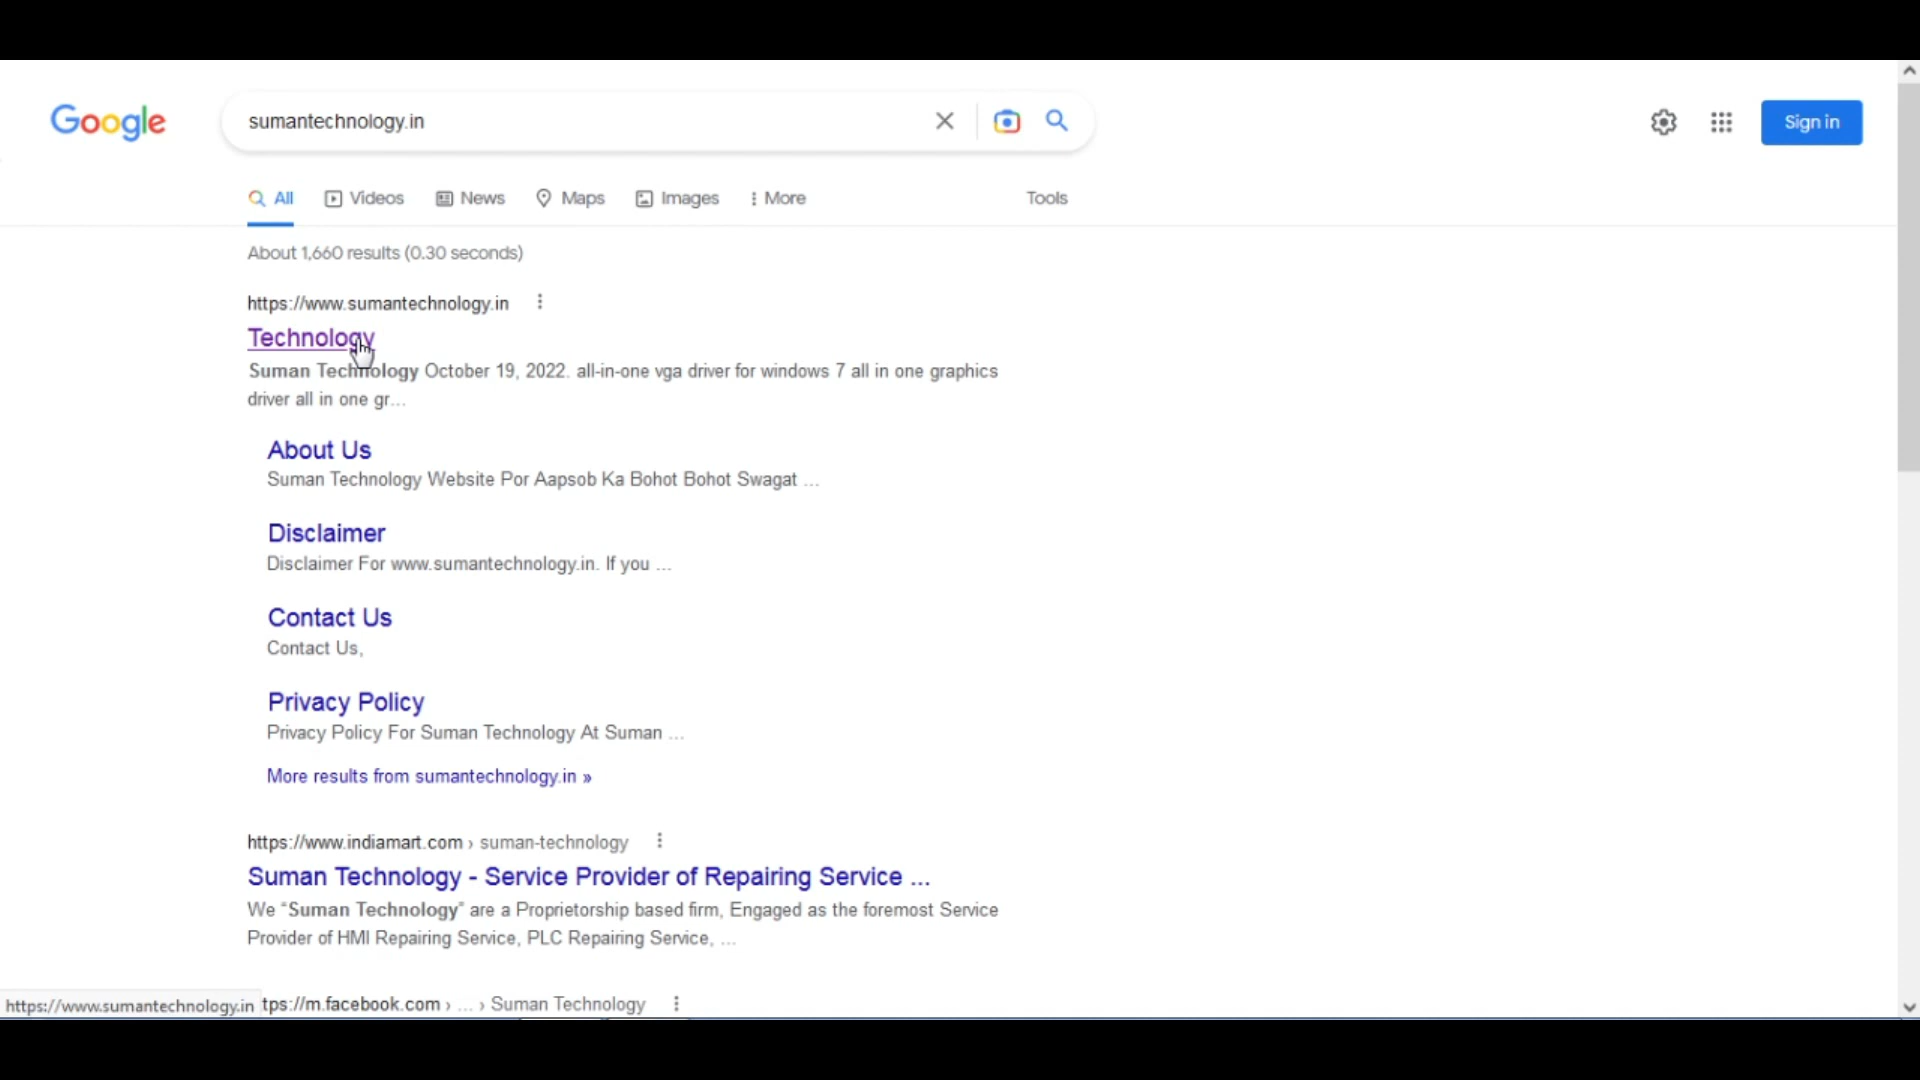 Google
sumantechnology.in
Sign in
All Videos News Maps Images More Tools
About 1,660 results (0.30 seconds)
https://www.sumantechnology.in
Technology
Suman Technology October 19, 2022. all-in-one vga driver for windows 7 all in one graphics
driver all in one gr...
About Us
Suman Technology Website Por Aapsob Ka Bohot Bohot Swagat ...
Disclaimer
Disclaimer For www.sumantechnology.in. If you ...
Contact Us
Contact Us,
Privacy Policy
Privacy Policy For Suman Technology At Suman ...
More results from sumantechnology.in »
https://www.indiamart.com › suman-technology
Suman Technology - Service Provider of Repairing Service ...
We “Suman Technology” are a Proprietorship based firm, Engaged as the foremost Service
Provider of HMI Repairing Service, PLC Repairing Service, ...
https://www.sumantechnology.in
tps://m.facebook.com › ... › Suman Technology